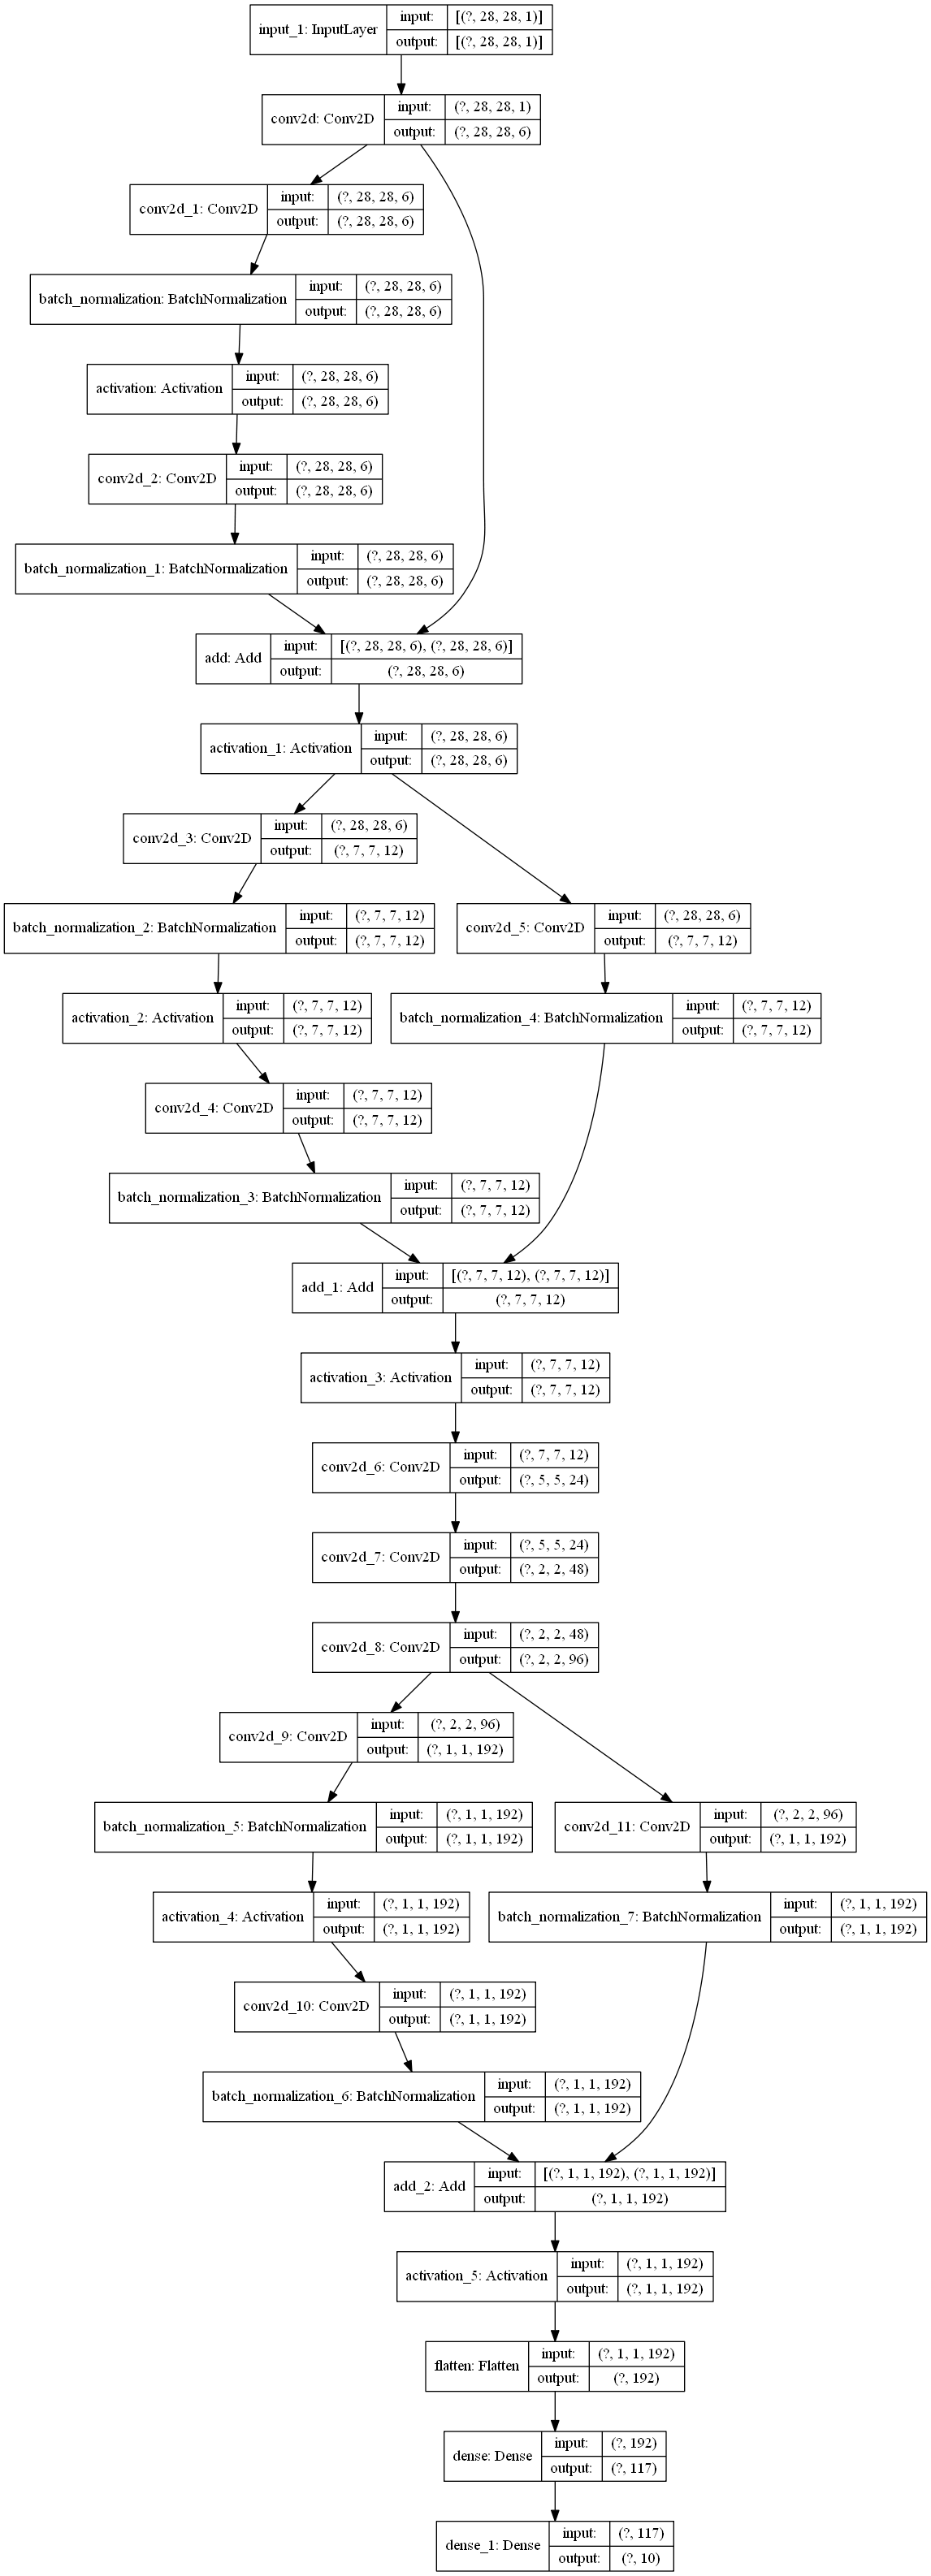 input_1: InputLayer
input: [(?, 28, 28, 1)]
output: [(?, 28, 28, 1)]
conv2d: Conv2D
input: (?, 28, 28, 1)
output: (?, 28, 28, 6)
conv2d_1: Conv2D
input: (?, 28, 28, 6)
output: (?, 28, 28, 6)
batch_normalization: BatchNormalization
input: (?, 28, 28, 6)
output: (?, 28, 28, 6)
activation: Activation
input: (?, 28, 28, 6)
output: (?, 28, 28, 6)
conv2d_2: Conv2D
input: (?, 28, 28, 6)
output: (?, 28, 28, 6)
batch_normalization_1: BatchNormalization
input: (?, 28, 28, 6)
output: (?, 28, 28, 6)
add: Add
input: [(?, 28, 28, 6), (?, 28, 28, 6)]
output: (?, 28, 28, 6)
activation_1: Activation
input: (?, 28, 28, 6)
output: (?, 28, 28, 6)
conv2d_3: Conv2D
input: (?, 28, 28, 6)
output: (?, 7, 7, 12)
batch_normalization_2: BatchNormalization
input: (?, 7, 7, 12)
output: (?, 7, 7, 12)
conv2d_5: Conv2D
input: (?, 28, 28, 6)
output: (?, 7, 7, 12)
activation_2: Activation
input: (?, 7, 7, 12)
output: (?, 7, 7, 12)
batch_normalization_4: BatchNormalization
input: (?, 7, 7, 12)
output: (?, 7, 7, 12)
conv2d_4: Conv2D
input: (?, 7, 7, 12)
output: (?, 7, 7, 12)
batch_normalization_3: BatchNormalization
input: (?, 7, 7, 12)
output: (?, 7, 7, 12)
add_1: Add
input: [(?, 7, 7, 12), (?, 7, 7, 12)]
output: (?, 7, 7, 12)
activation_3: Activation
input: (?, 7, 7, 12)
output: (?, 7, 7, 12)
conv2d_6: Conv2D
input: (?, 7, 7, 12)
output: (?, 5, 5, 24)
conv2d_7: Conv2D
input: (?, 5, 5, 24)
output: (?, 2, 2, 48)
conv2d_8: Conv2D
input: (?, 2, 2, 48)
output: (?, 2, 2, 96)
conv2d_9: Conv2D
input: (?, 2, 2, 96)
output: (?, 1, 1, 192)
batch_normalization_5: BatchNormalization
input: (?, 1, 1, 192)
output: (?, 1, 1, 192)
conv2d_11: Conv2D
input: (?, 2, 2, 96)
output: (?, 1, 1, 192)
activation_4: Activation
input: (?, 1, 1, 192)
output: (?, 1, 1, 192)
batch_normalization_7: BatchNormalization
input: (?, 1, 1, 192)
output: (?, 1, 1, 192)
conv2d_10: Conv2D
input: (?, 1, 1, 192)
output: (?, 1, 1, 192)
batch_normalization_6: BatchNormalization
input: (?, 1, 1, 192)
output: (?, 1, 1, 192)
add_2: Add
input: [(?, 1, 1, 192), (?, 1, 1, 192)]
output: (?, 1, 1, 192)
activation_5: Activation
input: (?, 1, 1, 192)
output: (?, 1, 1, 192)
flatten: Flatten
input: (?, 1, 1, 192)
output: (?, 192)
dense: Dense
input: (?, 192)
output: (?, 117)
dense_1: Dense
input: (?, 117)
output: (?, 10)